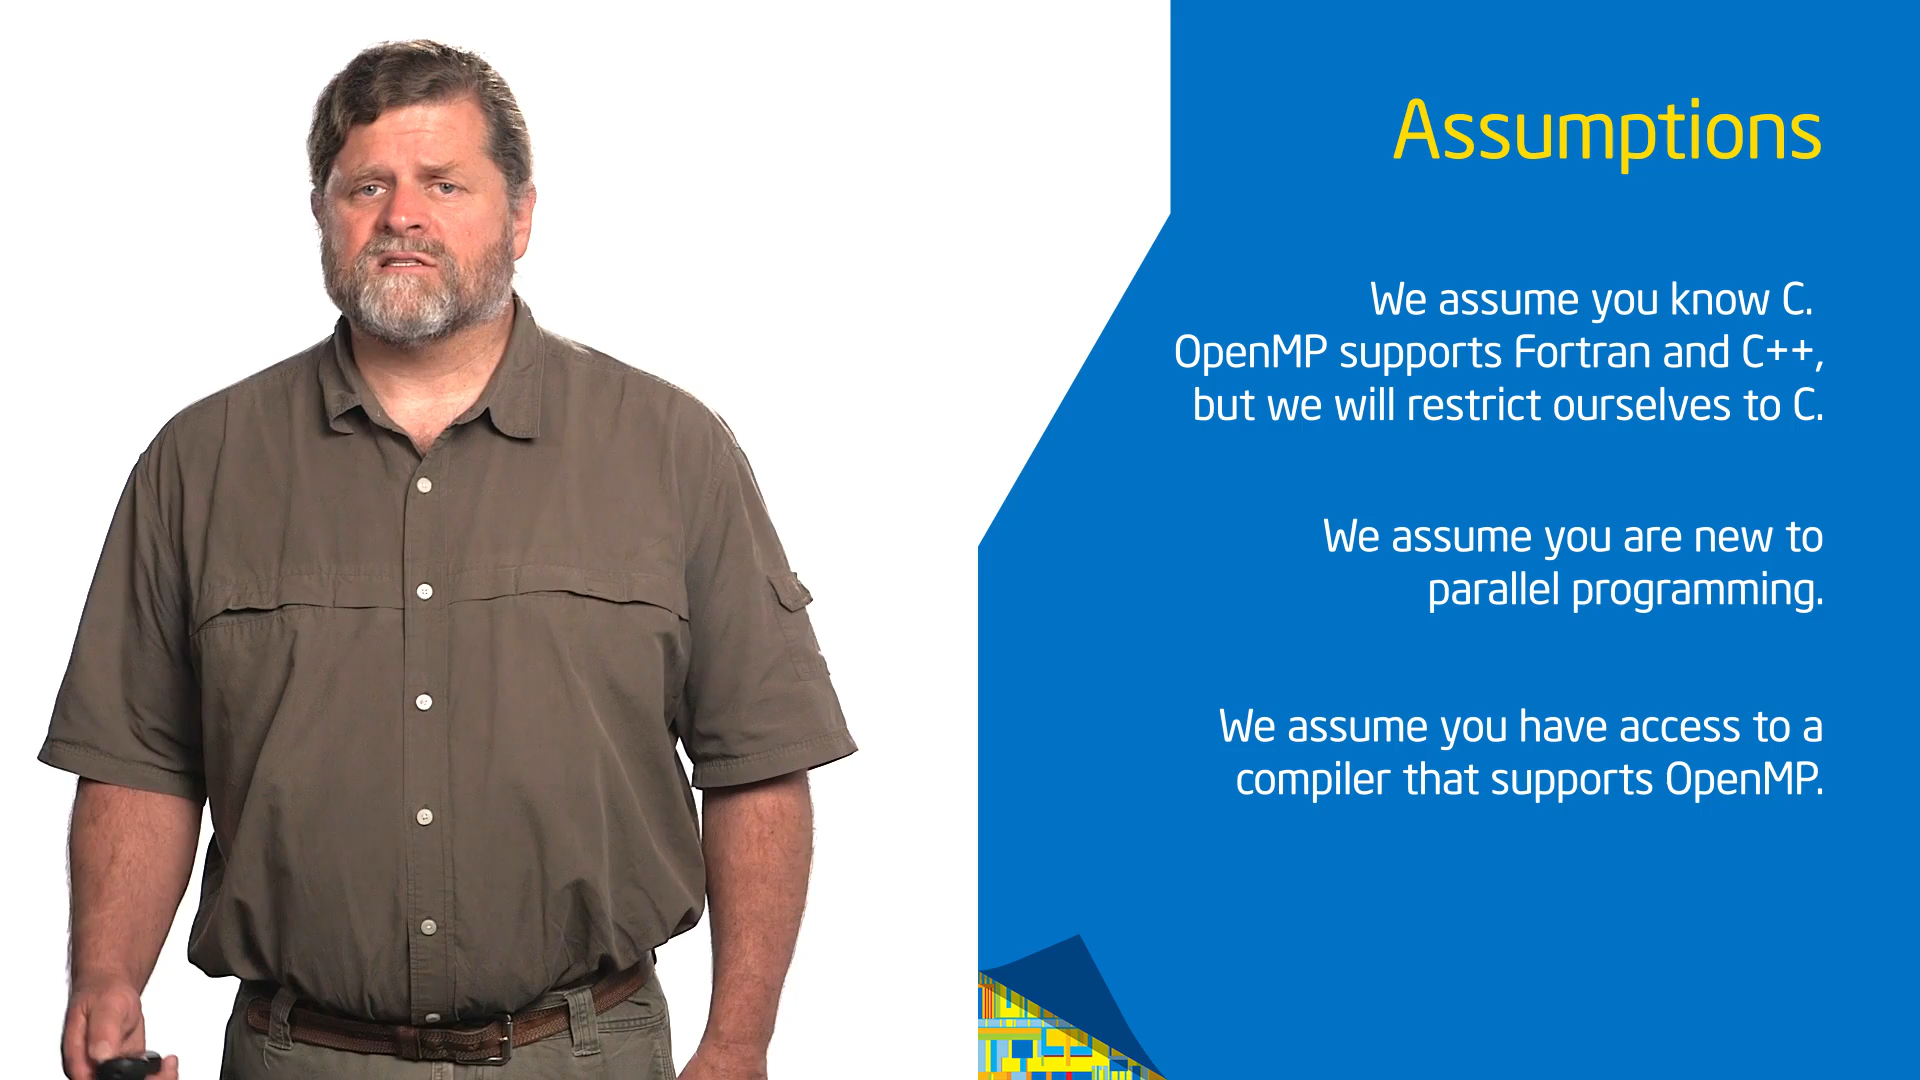 Assumptions
We assume you know C.
OpenMP supports Fortran and C++,
but we will restrict ourselves to C.
We assume you are new to
parallel programming.
We assume you have access to a
compiler that supports OpenMP.